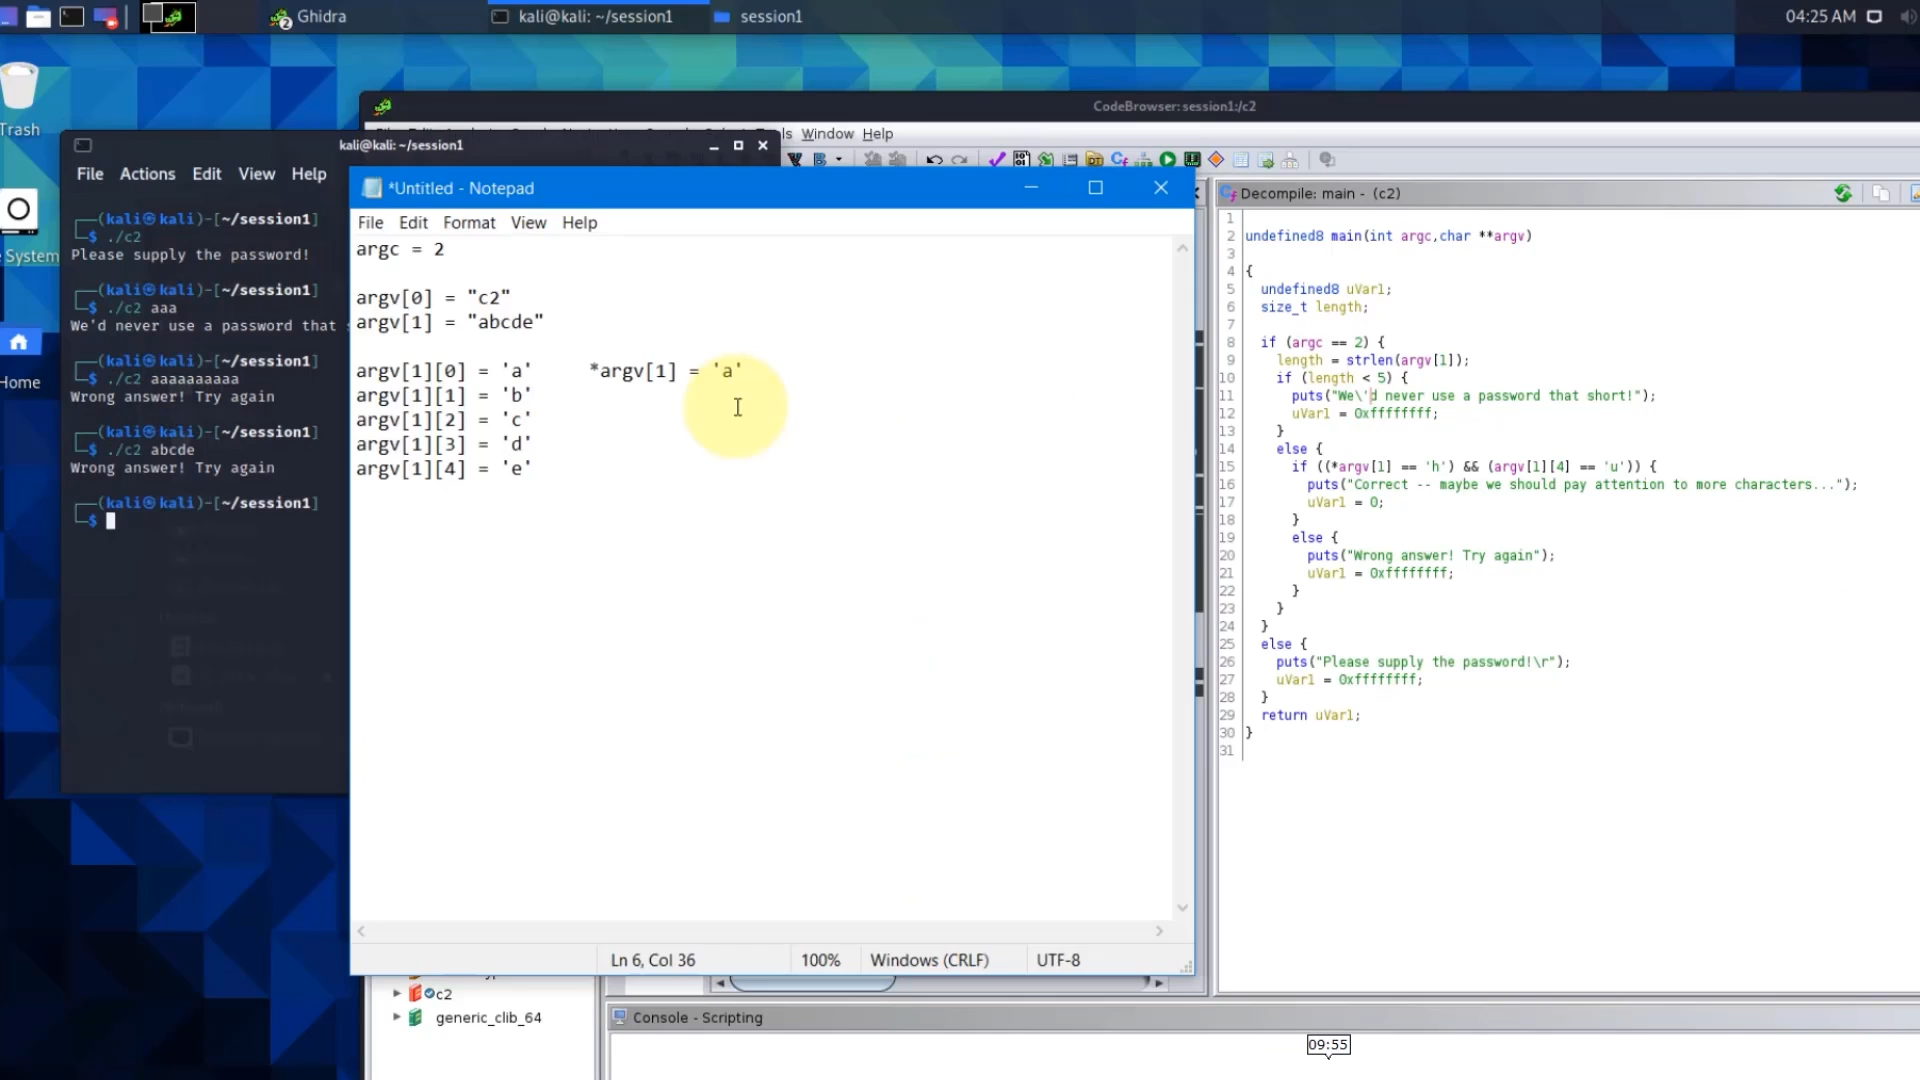 Ghidra
kali@kali: ~/session1
session1
04:25 AM
Trash
System
Home
CodeBrowser: session1:/c2
Window Help
kali@kali: ~/session1
File Actions Edit View Help
(kali㉿kali)-[~/session1]
$ ./c2
Please supply the password!
(kali㉿kali)-[~/session1]
$ ./c2 aaa
We'd never use a password that
(kali㉿kali)-[~/session1]
$ ./c2 aaaaaaaaaa
Wrong answer! Try again
(kali㉿kali)-[~/session1]
$ ./c2 abcde
Wrong answer! Try again
(kali㉿kali)-[~/session1]
$
*Untitled - Notepad
File Edit Format View Help
argc = 2
argv[0] = "c2"
argv[1] = "abcde"
argv[1][0] = 'a' *argv[1] = 'a'
argv[1][1] = 'b'
argv[1][2] = 'c'
argv[1][3] = 'd'
argv[1][4] = 'e'
Ln 6, Col 36 100% Windows (CRLF) UTF-8
Decompile: main - (c2)
1
2 undefined8 main(int argc,char **argv)
3
4 {
5 undefined8 uVar1;
6 size_t length;
7
8 if (argc == 2) {
9 length = strlen(argv[1]);
10 if (length < 5) {
11 puts("We\'d never use a password that short!");
12 uVar1 = 0xffffffff;
13 }
14 else {
15 if ((*argv[1] == 'h') && (argv[1][4] == 'u')) {
16 puts("Correct -- maybe we should pay attention to more characters...");
17 uVar1 = 0;
18 }
19 else {
20 puts("Wrong answer! Try again");
21 uVar1 = 0xffffffff;
22 }
23 }
24 }
25 else {
26 puts("Please supply the password!\r");
27 uVar1 = 0xffffffff;
28 }
29 return uVar1;
30 }
31
c2
generic_clib_64
Console - Scripting
09:55